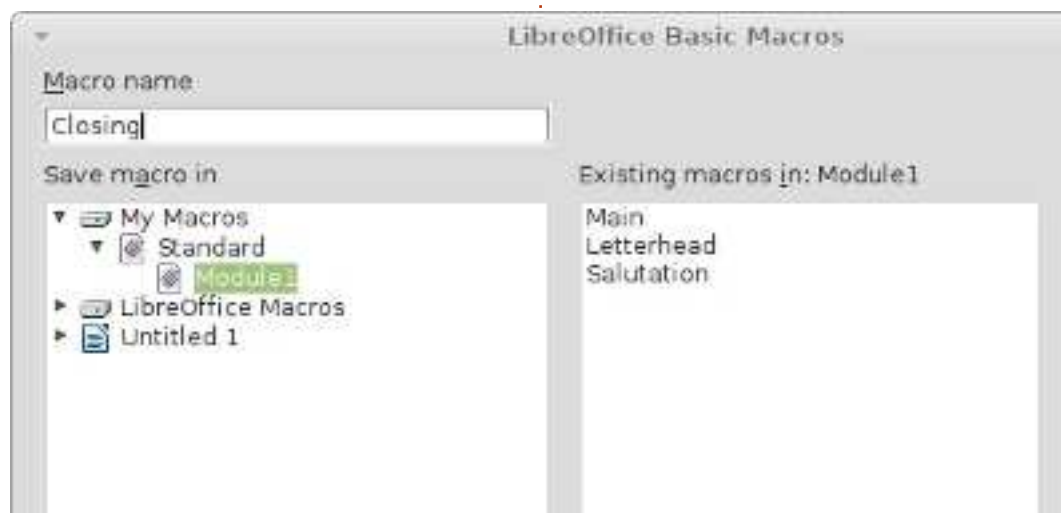 LibreOffice Basic Macros
Macro name
Closing
Save macro in
My Macros
Standard
Module1
LibreOffice Macros
Untitled 1
Existing macros in: Module1
Main
Letterhead
Salutation